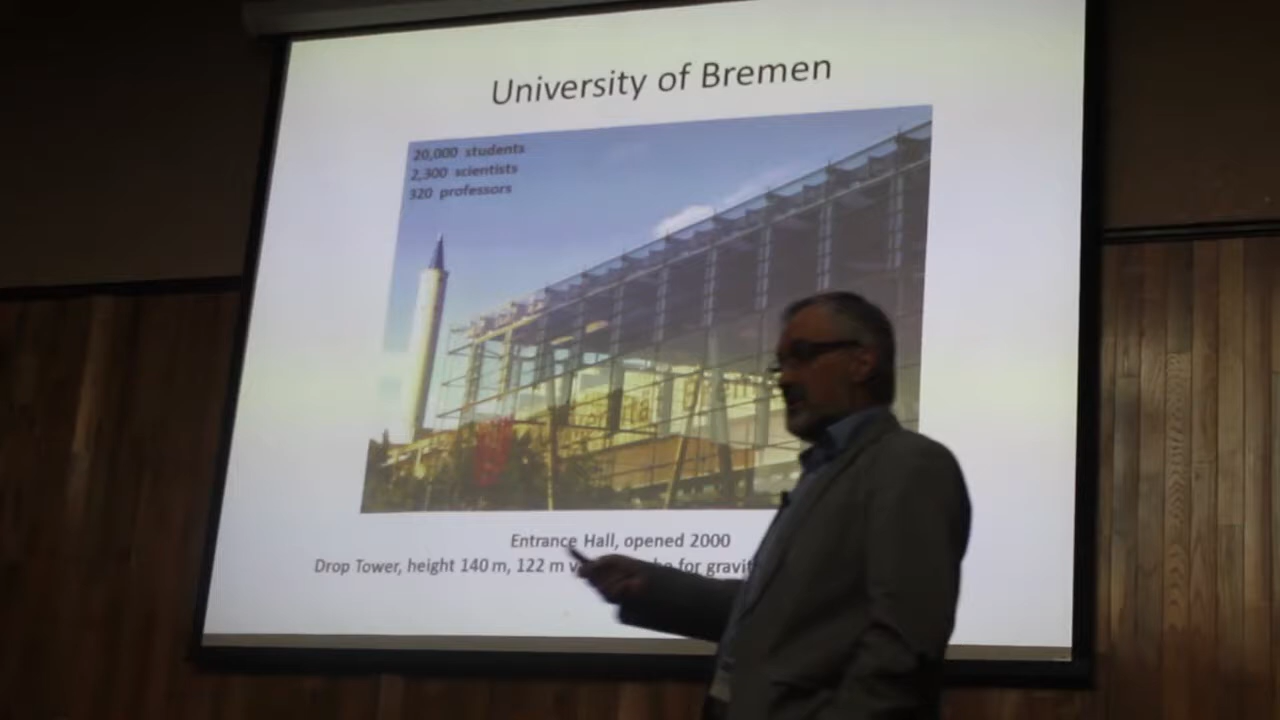 University of Bremen
20,000 students
2,300 scientists
320 professors
Entrance Hall, opened 2000
Drop Tower, height 140 m, 122 m for